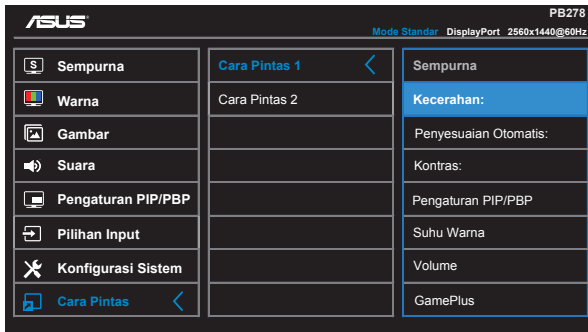 ASUS
PB278
Mode Standar DisplayPort 2560x1440@60Hz
S Sempurna
Warna
Gambar
Suara
Pengaturan PIP/PBP
Pilihan Input
Konfigurasi Sistem
Cara Pintas
Cara Pintas 1
Cara Pintas 2
Sempurna
Kecerahan:
Penyesuaian Otomatis:
Kontras:
Pengaturan PIP/PBP
Suhu Warna
Volume
GamePlus